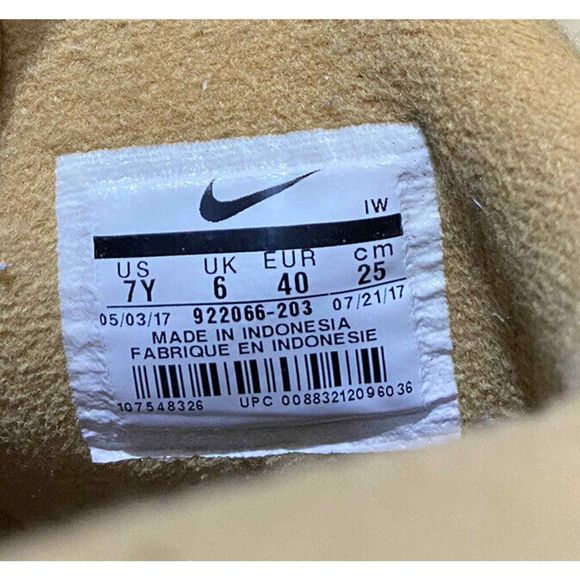 IW
US UK EUR cm
7Y 6 40 25
05/03/17 922066-203 07/21/17
MADE IN INDONESIA
FABRIQUE EN INDONESIE
107548326 UPC 00883212096036